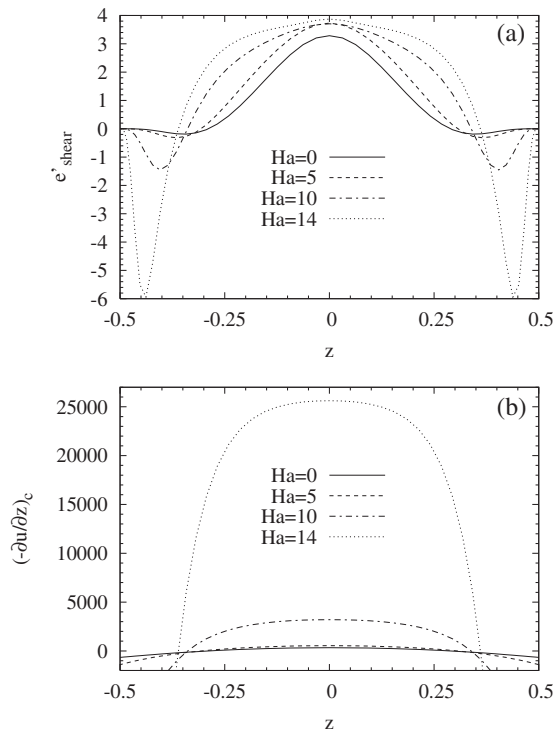 4
(a)
3
2
1
0
-1
-2
-3
-4
-5
-6
e' shear
Ha=0
Ha=5
Ha=10
Ha=14
-0.5 -0.25 0 0.25 0.5
z
(b)
25000
20000
15000
10000
5000
0
(-∂u/∂z)c
Ha=0
Ha=5
Ha=10
Ha=14
-0.5 -0.25 0 0.25 0.5
z